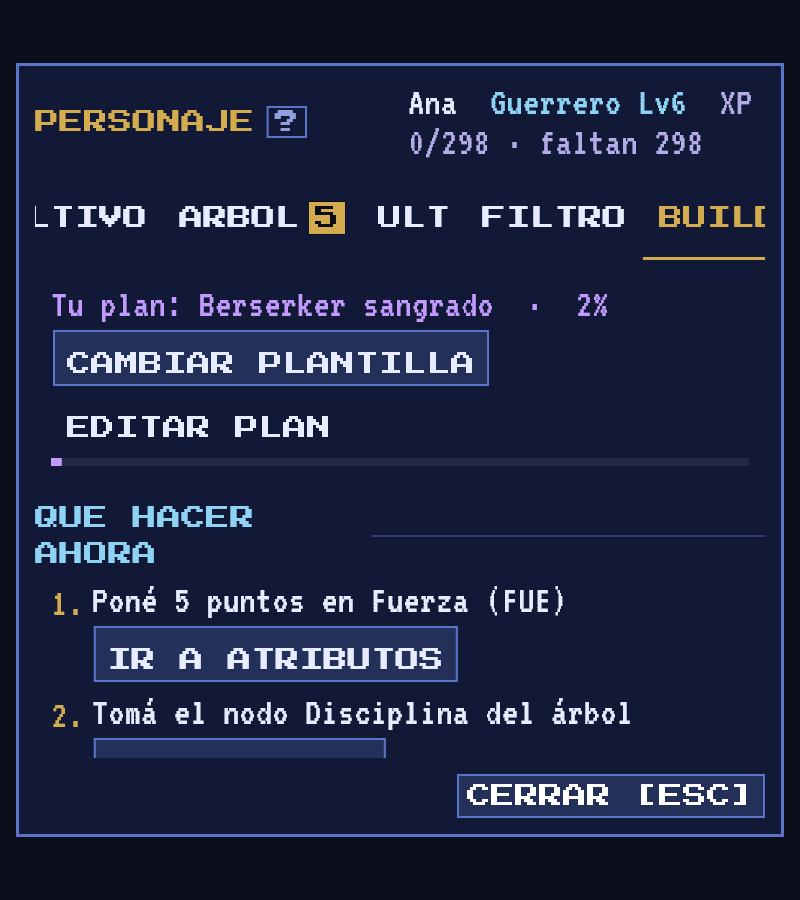 PERSONAJE ?
Ana Guerrero Lv6 XP
0/298 · faltan 298
LTIVO ARBOL 5 ULT FILTRO BUILD
Tu plan: Berserker sangrado · 2%
CAMBIAR PLANTILLA
EDITAR PLAN
QUE HACER
AHORA
1. Poné 5 puntos en Fuerza (FUE)
IR A ATRIBUTOS
2. Tomá el nodo Disciplina del árbol
CERRAR [ESC]